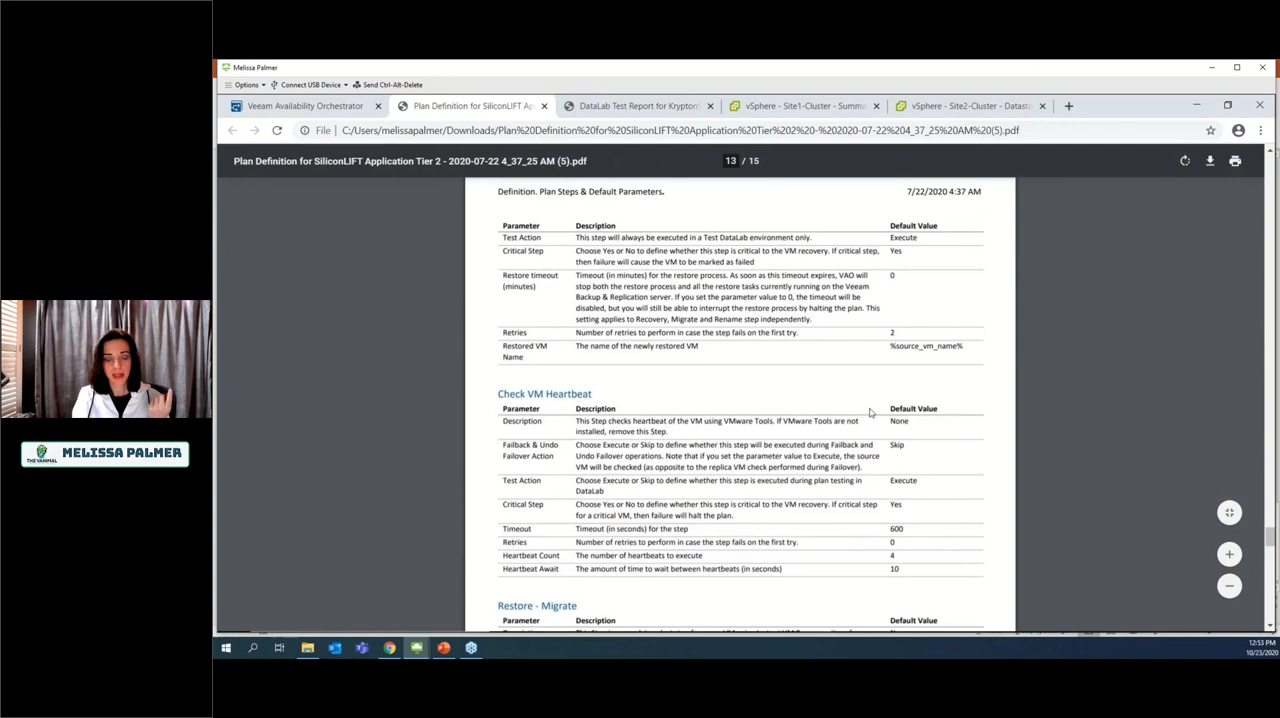 Melissa Palmer
Options Connect USB Device Send Ctrl-Alt-Delete
Veeam Availability Orchestrator
Plan Definition for SiliconLIFT Ap
DataLab Test Report for Krypton
vSphere - Site1-Cluster - Summa
vSphere - Site2-Cluster - Datasto
File C:/Users/melissapalmer/Downloads/Plan%20Definition%20for%20SiliconLIFT%20Application%20Tier%202%20-%202020-07-22%204_37_25%20AM%20(5).pdf
Plan Definition for SiliconLIFT Application Tier 2 - 2020-07-22 4_37_25 AM (5).pdf 13 / 15
Definition. Plan Steps & Default Parameters. 7/22/2020 4:37 AM
Parameter Description Default Value
Test Action This step will always be executed in a Test DataLab environment only. Execute
Critical Step Choose Yes or No to define whether this step is critical to the VM recovery. If critical step, Yes
then failure will cause the VM to be marked as failed
Restore timeout Timeout (in minutes) for the restore process. As soon as this timeout expires, VAO will 0
(minutes) stop both the restore process and all the restore tasks currently running on the Veeam
Backup & Replication server. If you set the parameter value to 0, the timeout will be
disabled, but you will still be able to interrupt the restore process by halting the plan. This
setting applies to Recovery, Migrate and Rename step independently.
Retries Number of retries to perform in case the step fails on the first try. 2
Restored VM The name of the newly restored VM %source_vm_name%
Name
Check VM Heartbeat
Parameter Description Default Value
Description This Step checks heartbeat of the VM using VMware Tools. If VMware Tools are not None
installed, remove this Step.
Failback & Undo Choose Execute or Skip to define whether this step will be executed during Failback and Skip
Failover Action Undo Failover operations. Note that if you set the parameter value to Execute, the source
VM will be checked (as opposed to the replica VM check performed during Failover).
Test Action Choose Execute or Skip to define whether this step is executed during plan testing in Execute
DataLab
Critical Step Choose Yes or No to define whether this step is critical to the VM recovery. If critical step Yes
for a critical VM, then failure will halt the plan.
Timeout Timeout (in seconds) for the step 600
Retries Number of retries to perform in case the step fails on the first try. 0
Heartbeat Count The number of heartbeats to execute 4
Heartbeat Await The amount of time to wait between heartbeats (in seconds) 10
Restore - Migrate
Parameter Description Default Value
THEVANIMAL
MELISSA PALMER
12:53 PM
10/23/2020